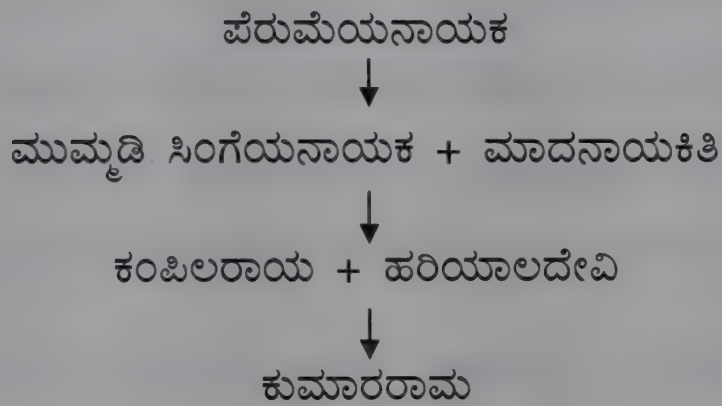 ಪೆರುಮೆಯನಾಯಕ
ಮುಮ್ಮಡಿ ಸಿಂಗೆಯನಾಯಕ + ಮಾದನಾಯಕಿತಿ
ಕಂಪಿಲರಾಯ + ಹರಿಯಾಲದೇವಿ
ಕುಮಾರರಾಮ